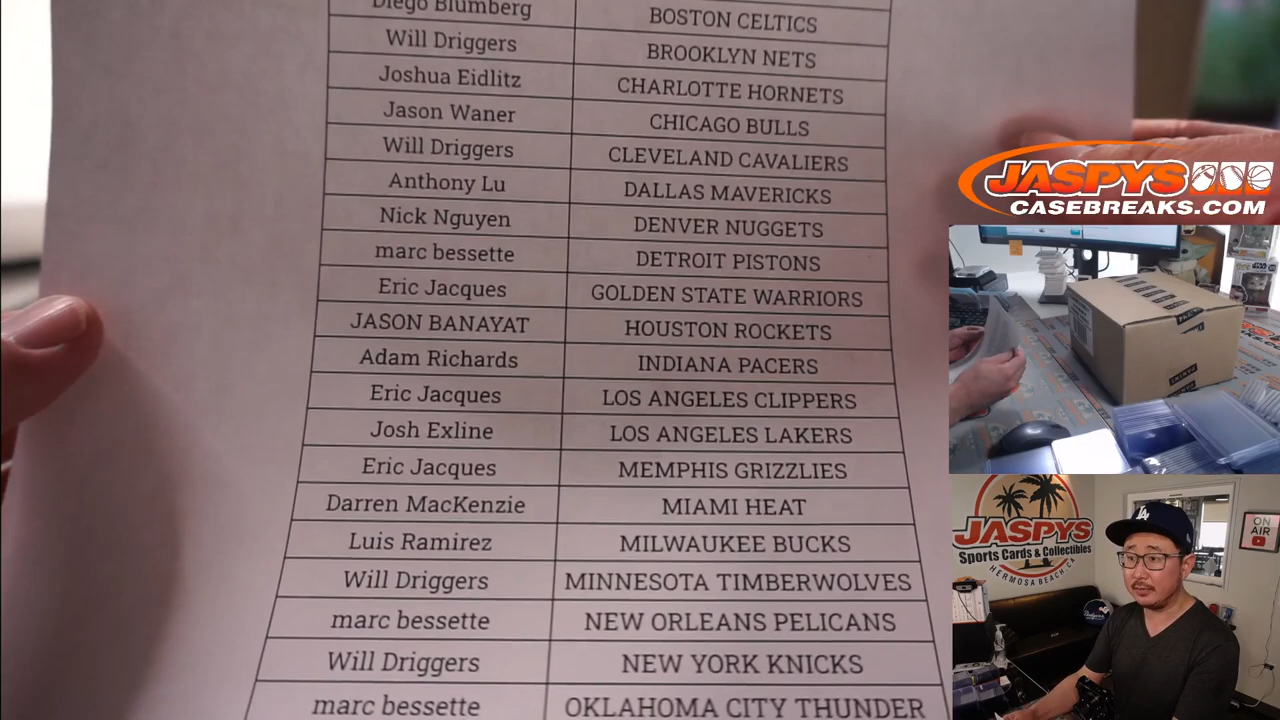 Diego Blumberg BOSTON CELTICS
Will Driggers BROOKLYN NETS
Joshua Eidlitz CHARLOTTE HORNETS
Jason Waner CHICAGO BULLS
Will Driggers CLEVELAND CAVALIERS
Anthony Lu DALLAS MAVERICKS
Nick Nguyen DENVER NUGGETS
marc bessette DETROIT PISTONS
Eric Jacques GOLDEN STATE WARRIORS
JASON BANAYAT HOUSTON ROCKETS
Adam Richards INDIANA PACERS
Eric Jacques LOS ANGELES CLIPPERS
Josh Exline LOS ANGELES LAKERS
Eric Jacques MEMPHIS GRIZZLIES
Darren MacKenzie MIAMI HEAT
Luis Ramirez MILWAUKEE BUCKS
Will Driggers MINNESOTA TIMBERWOLVES
marc bessette NEW ORLEANS PELICANS
Will Driggers NEW YORK KNICKS
marc bessette OKLAHOMA CITY THUNDER
JASPYS
CASEBREAKS.COM
JASPYS
Sports Cards & Collectibles
HERMOSA BEACH, CA
LA
ON
AIR
Dodgers